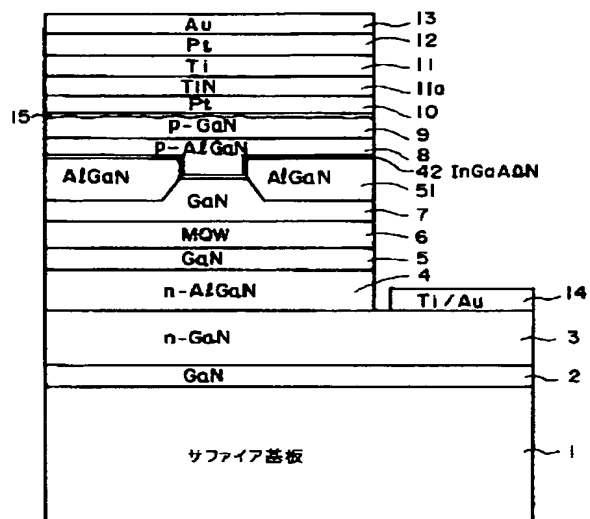 Au 13
Pt 12
Ti 11
TiN 11a
Pt 10
15
p-GaN 9
p-AlGaN 8
42 InGaAlN
AlGaN AlGaN 51
GaN 7
MQW 6
GaN 5
n-AlGaN 4
Ti/Au 14
n-GaN 3
GaN 2
サファイア基板 1